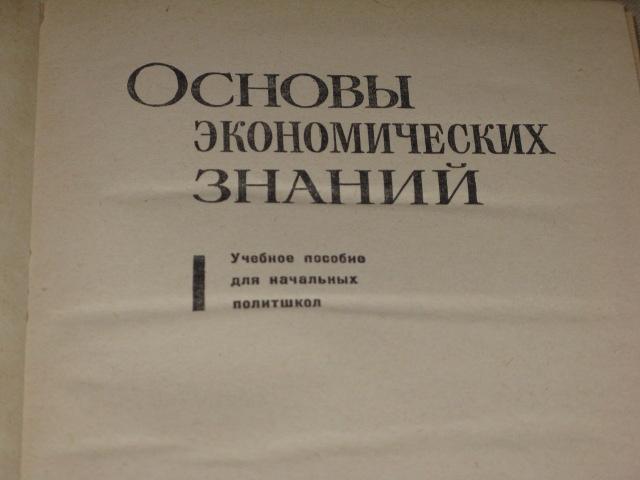 Основы
экономических
знаний
Учебное пособие
для начальных
политшкол